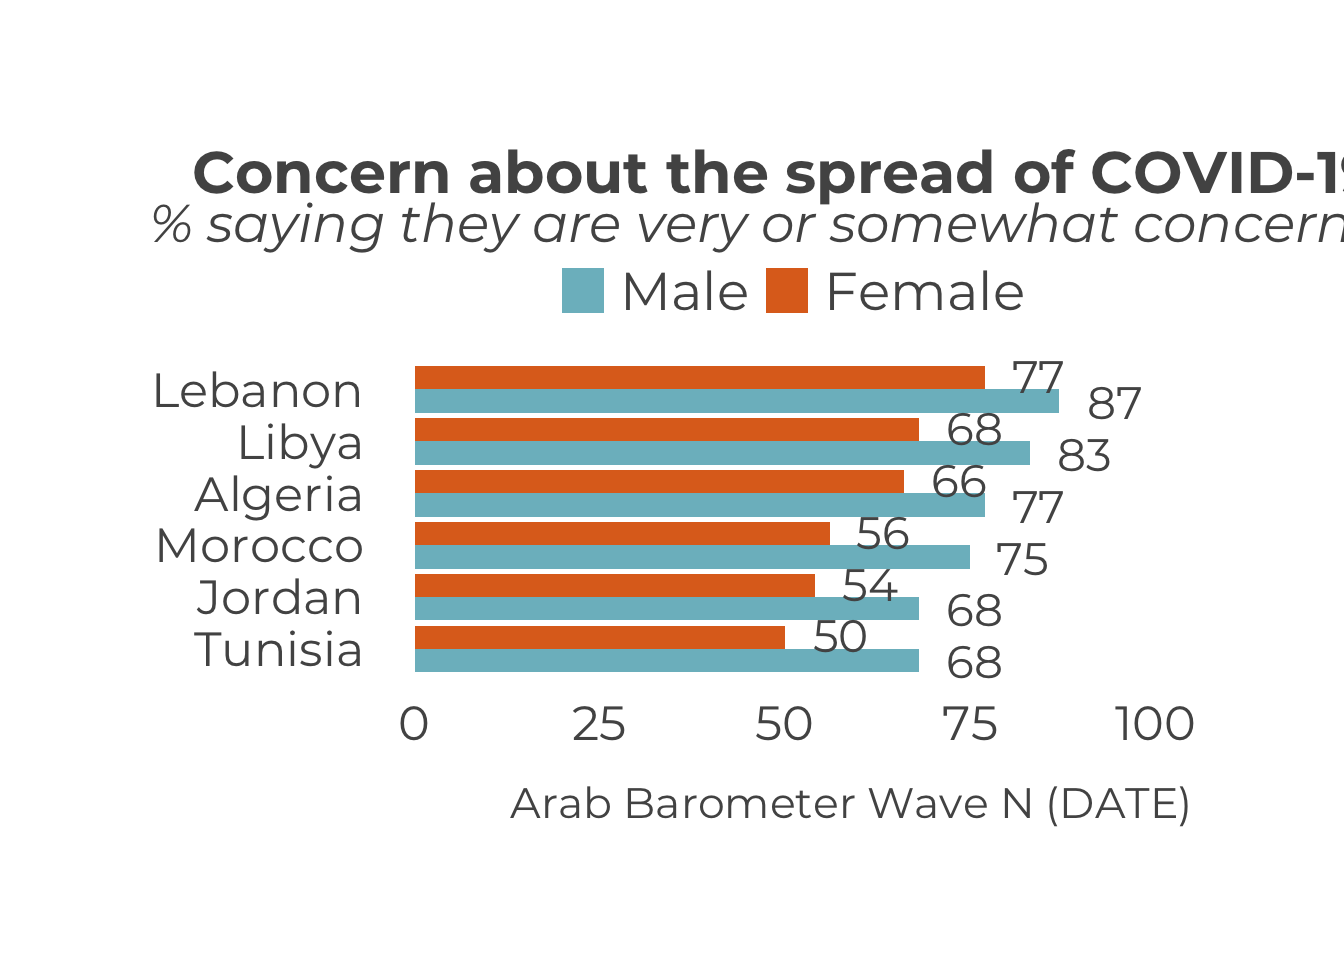 Concern about the spread of COVID-19
% saying they are very or somewhat concern
Male Female
Lebanon 77
87
Libya 68
83
Algeria 66
77
Morocco 56
75
Jordan 54
68
Tunisia 50
68
0 25 50 75 100
Arab Barometer Wave N (DATE)